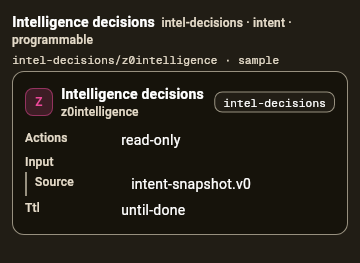 Intelligence decisions intel-decisions · intent ·
programmable
intel-decisions/z0intelligence · sample
Z Intelligence decisions intel-decisions
z0intelligence
Actions read-only
Input
Source intent-snapshot.v0
Ttl until-done